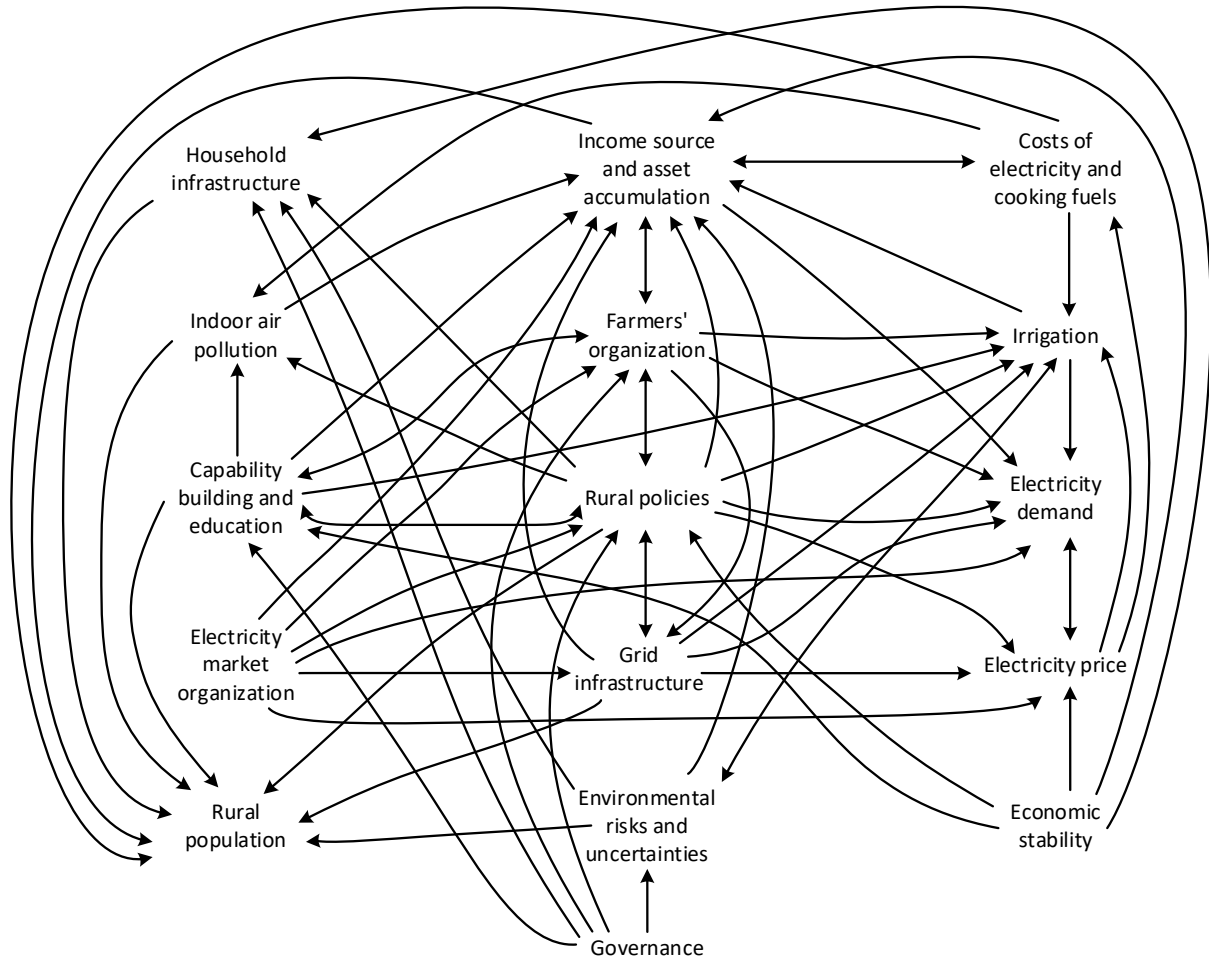 Household
infrastructure
Income source
and asset
accumulation
Costs of
electricity and
cooking fuels
Indoor air
pollution
Farmers'
organization
Irrigation
Capability
building and
education
Rural policies
Electricity
demand
Electricity
market
organization
Grid
infrastructure
Electricity price
Rural
population
Environmental
risks and
uncertainties
Economic
stability
Governance